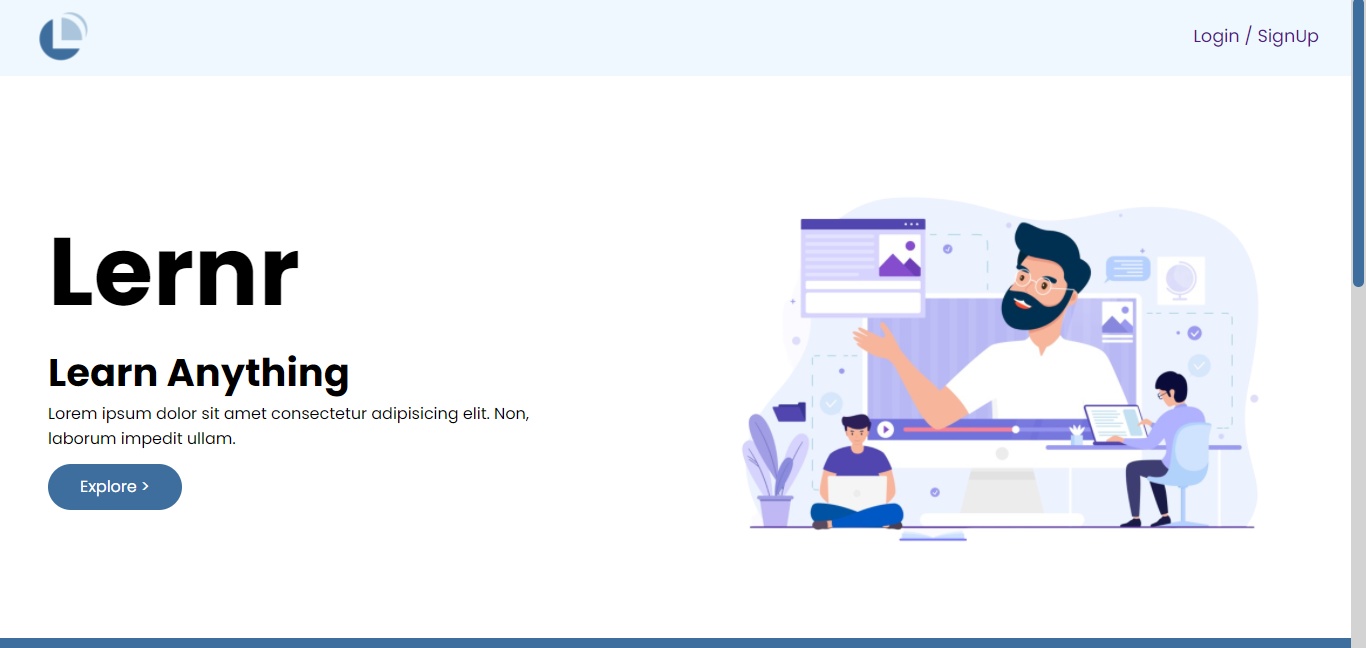 Login / SignUp
Lernr
Learn Anything
Lorem ipsum dolor sit amet consectetur adipisicing elit. Non,
laborum impedit ullam.
Explore >